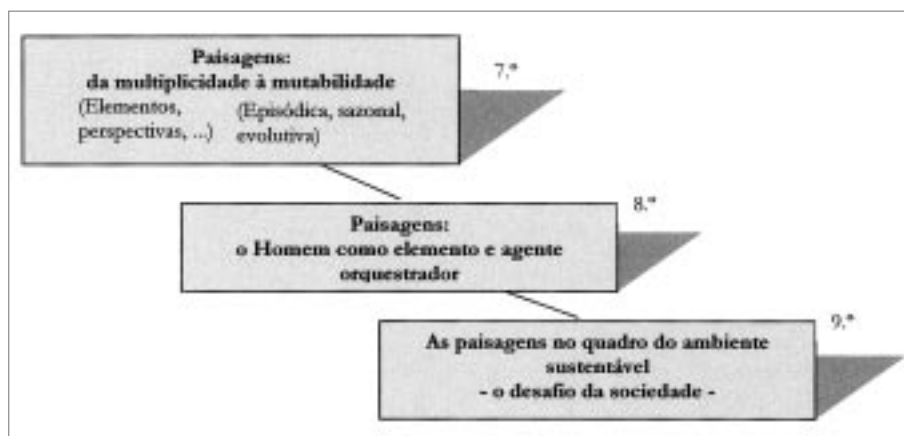 Paisagens:
da multiplicidade à mutabilidade
(Elementos,
perspectivas, ...)
(Episódica, sazonal,
evolutiva)
7.º
Paisagens:
o Homem como elemento e agente
orquestrador
8.º
As paisagens no quadro do ambiente
sustentável
- o desafio da sociedade -
9.º